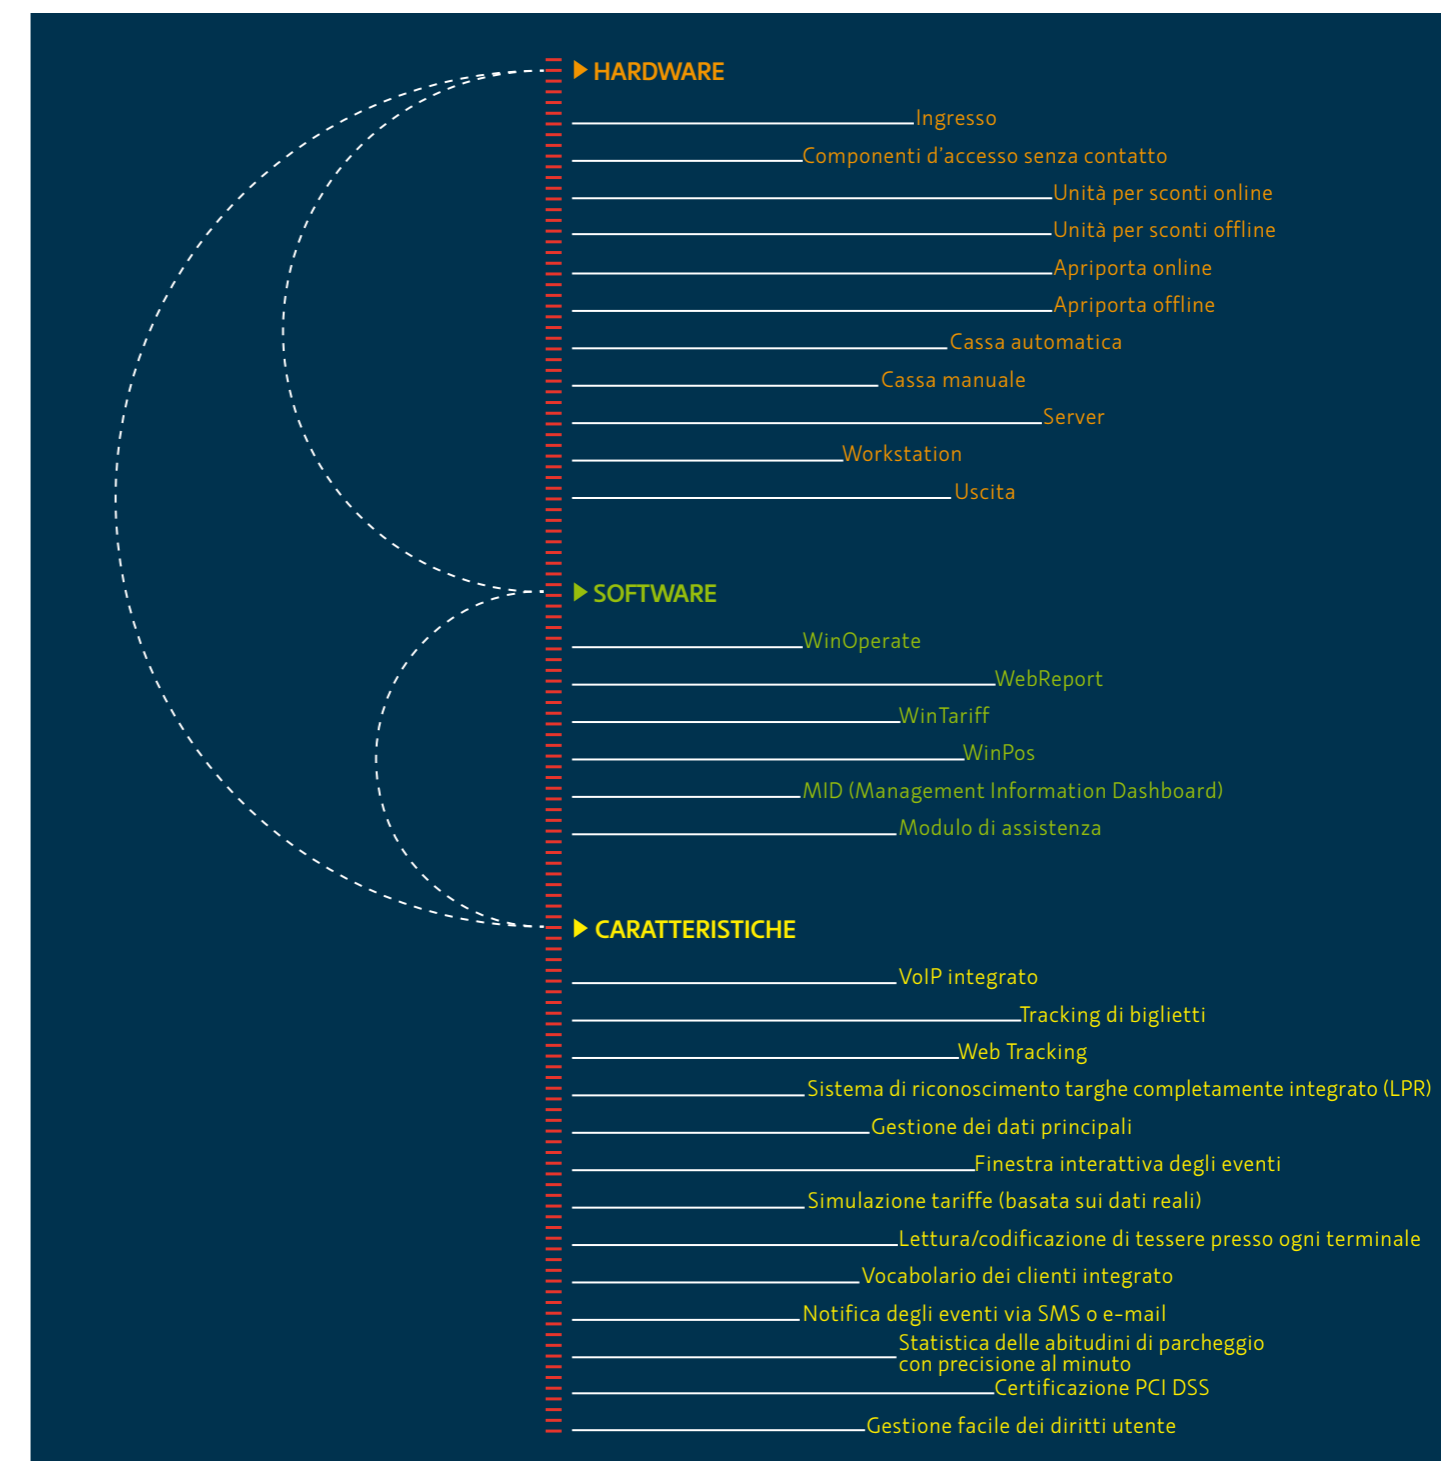 HARDWARE
Ingresso
Componenti d'accesso senza contatto
Unità per sconti online
Unità per sconti offline
Apriporta online
Apriporta offline
Cassa automatica
Cassa manuale
Server
Workstation
Uscita
SOFTWARE
WinOperate
WebReport
WinTariff
WinPos
MID (Management Information Dashboard)
Modulo di assistenza
CARATTERISTICHE
VoIP integrato
Tracking di biglietti
Web Tracking
Sistema di riconoscimento targhe completamente integrato (LPR)
Gestione dei dati principali
Finestra interattiva degli eventi
Simulazione tariffe (basata sui dati reali)
Lettura/codificazione di tessere presso ogni terminale
Vocabolario dei clienti integrato
Notifica degli eventi via SMS o e-mail
Statistica delle abitudini di parcheggio
con precisione al minuto
Certificazione PCI DSS
Gestione facile dei diritti utente